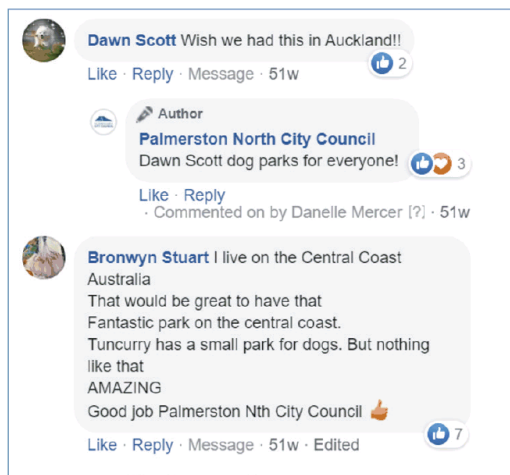 Dawn Scott Wish we had this in Auckland!!
2
Like · Reply · Message · 51w
Author
Palmerston North City Council
Dawn Scott dog parks for everyone!
3
Like · Reply
· Commented on by Danelle Mercer [?] · 51w
Bronwyn Stuart I live on the Central Coast
Australia
That would be great to have that
Fantastic park on the central coast.
Tuncurry has a small park for dogs. But nothing
like that
AMAZING
Good job Palmerston Nth City Council 👍
7
Like · Reply · Message · 51w · Edited